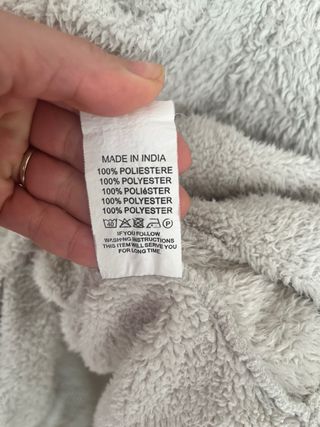 MADE IN INDIA
100% POLIESTERE
100% POLYESTER
100% POLIÉSTER
100% POLYESTER
100% POLYESTER
IF YOU FOLLOW
WASHING INSTRUCTIONS
THIS ITEM WILL SERVE YOU
FOR LONG TIME.